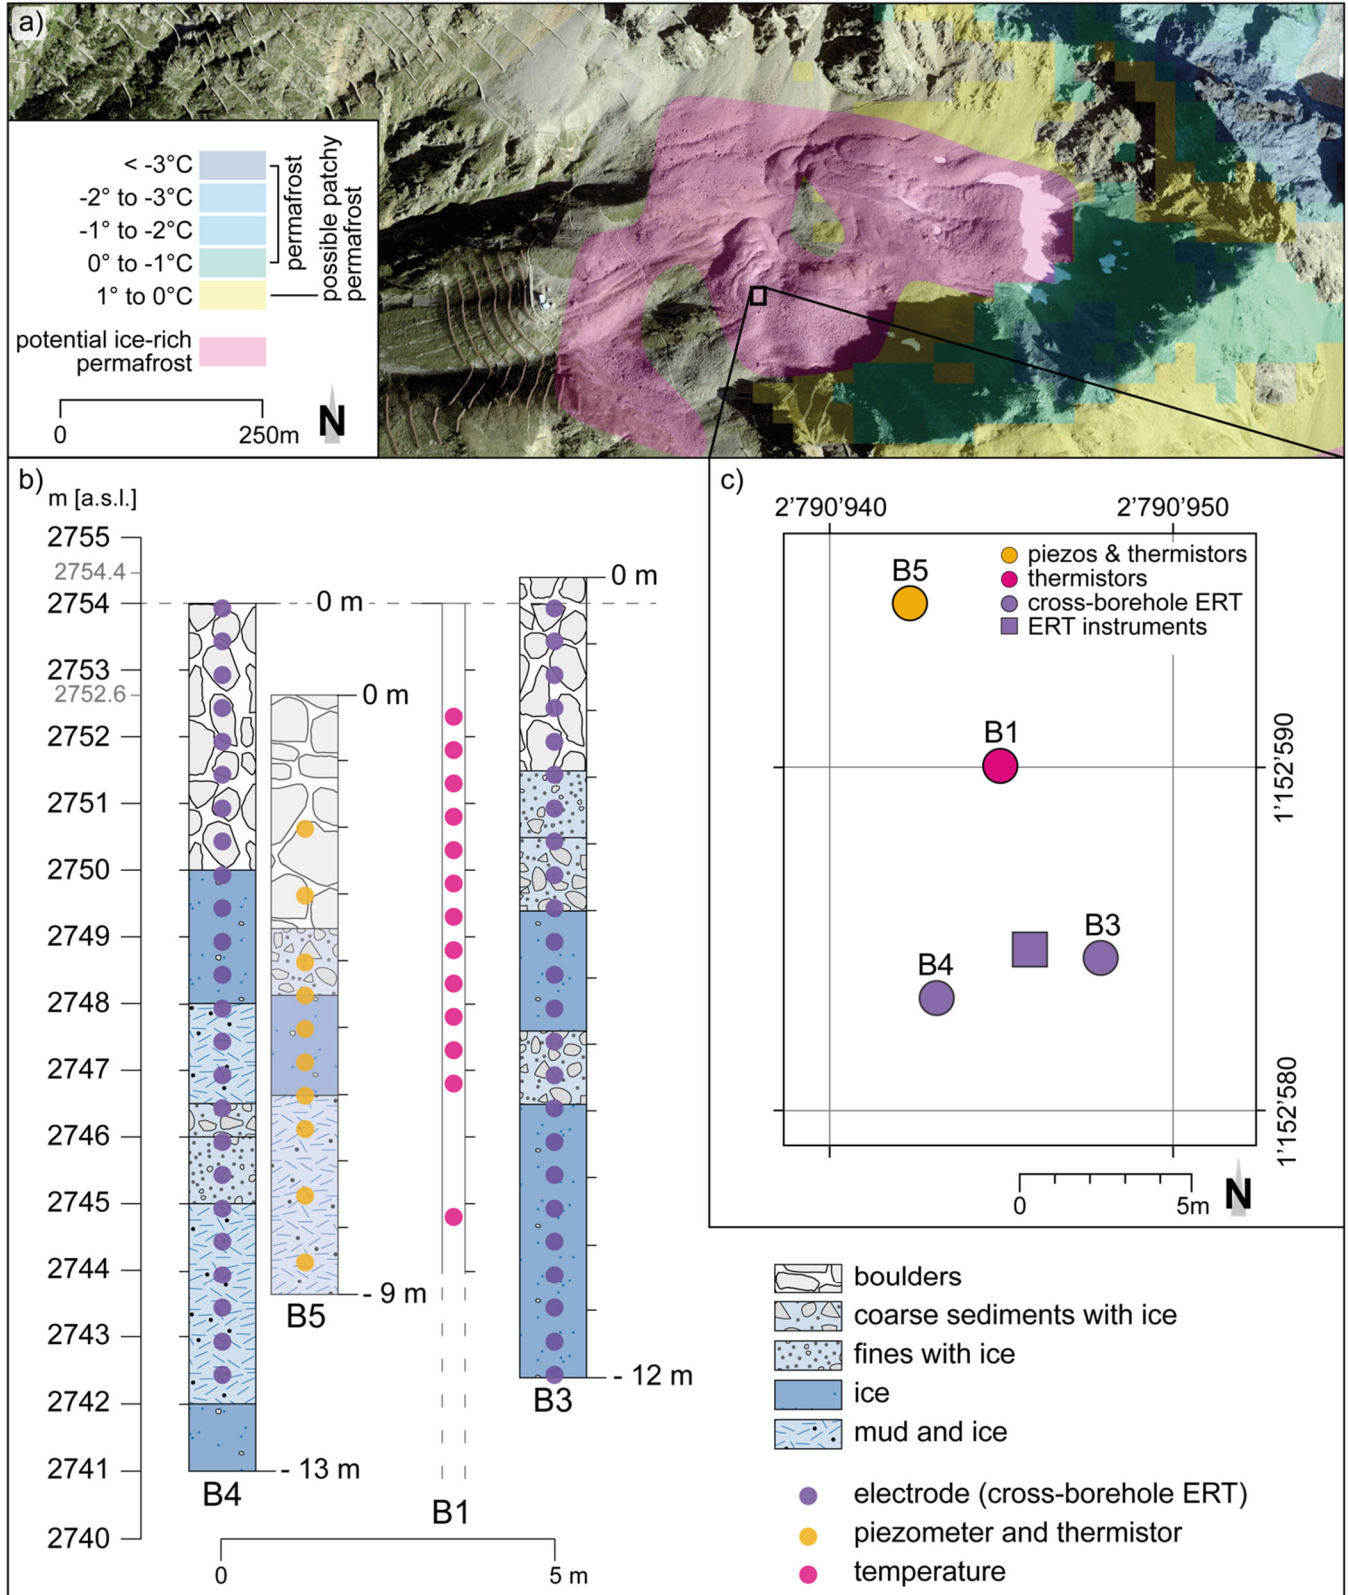 a)
< -3°C
-2° to -3°C
-1° to -2°C
0° to -1°C
1° to 0°C
permafrost
possible patchy
permafrost
potential ice-rich
permafrost
0
250m
N
b)
m [a.s.l.]
2755
2754.4
2754
2753
2752.6
2752
2751
2750
2749
2748
2747
2746
2745
2744
2743
2742
2741
2740
0 m
0 m
0 m
- 9 m
- 12 m
- 13 m
B4
B5
B1
B3
0
5 m
c)
2'790'940
2'790'950
piezos & thermistors
thermistors
cross-borehole ERT
ERT instruments
B5
B1
B3
B4
1'152'590
1'152'580
0
5m
N
boulders
coarse sediments with ice
fines with ice
ice
mud and ice
electrode (cross-borehole ERT)
piezometer and thermistor
temperature